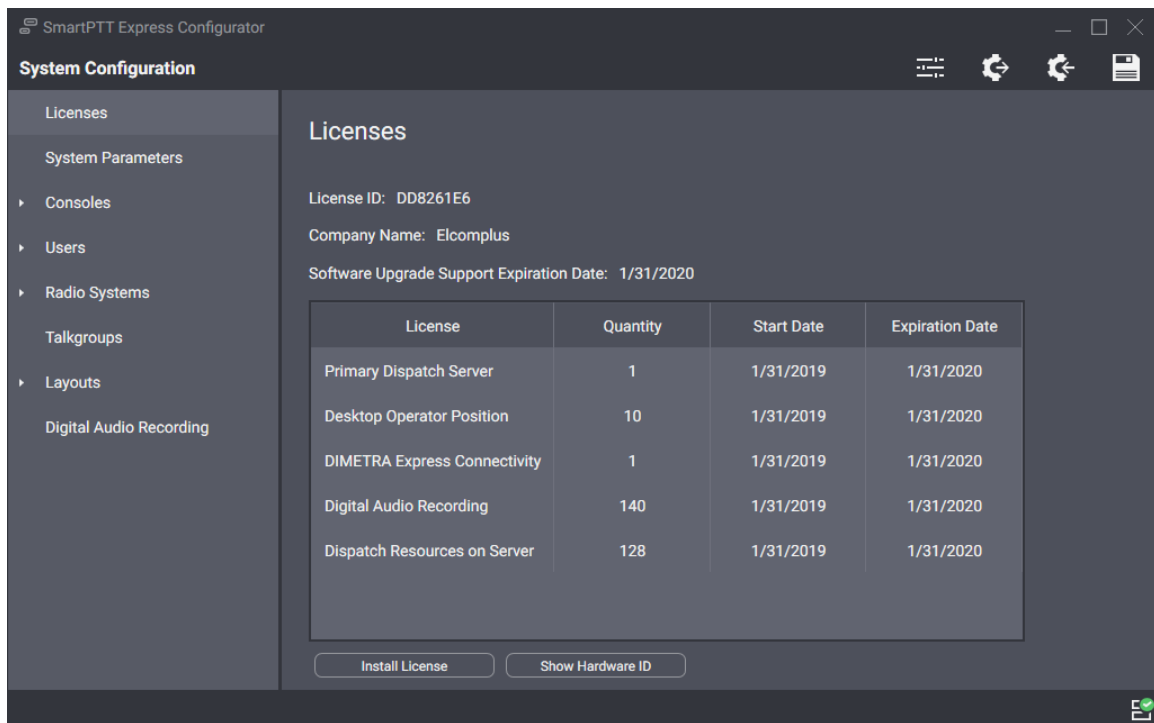 SmartPTT Express Configurator
System Configuration
Licenses
System Parameters
Consoles
Users
Radio Systems
Talkgroups
Layouts
Digital Audio Recording
Licenses
License ID: DD8261E6
Company Name: Elcomplus
Software Upgrade Support Expiration Date: 1/31/2020
License Quantity Start Date Expiration Date
Primary Dispatch Server 1 1/31/2019 1/31/2020
Desktop Operator Position 10 1/31/2019 1/31/2020
DIMETRA Express Connectivity 1 1/31/2019 1/31/2020
Digital Audio Recording 140 1/31/2019 1/31/2020
Dispatch Resources on Server 128 1/31/2019 1/31/2020
Install License Show Hardware ID